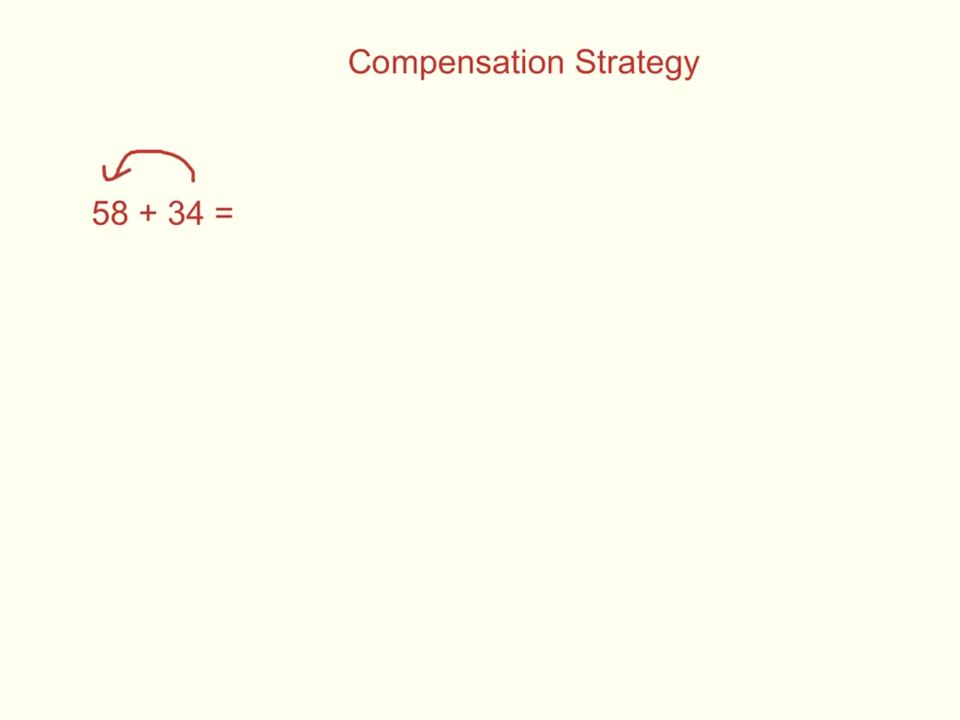 Compensation Strategy
58 + 34 =